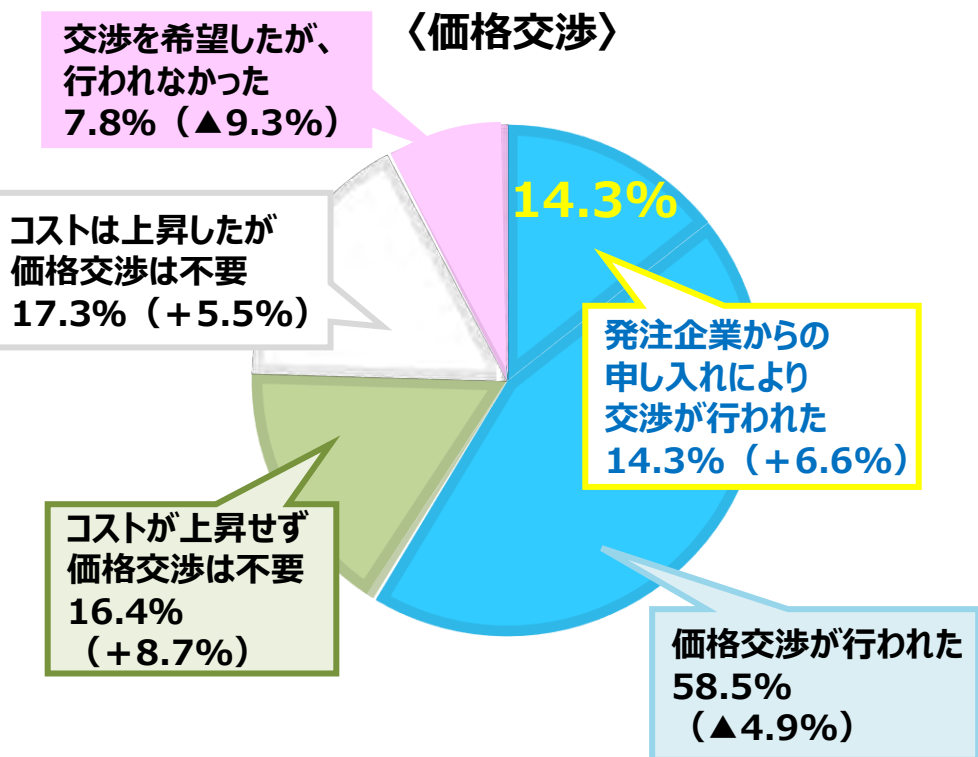 〈価格交渉〉
交渉を希望したが、
行われなかった
7.8%（▲9.3%）
14.3%
コストは上昇したが
価格交渉は不要
17.3%（＋5.5%）
発注企業からの
申し入れにより
交渉が行われた
14.3%（＋6.6%）
コストが上昇せず
価格交渉は不要
16.4%
（＋8.7%）
価格交渉が行われた
58.5%
（▲4.9%）